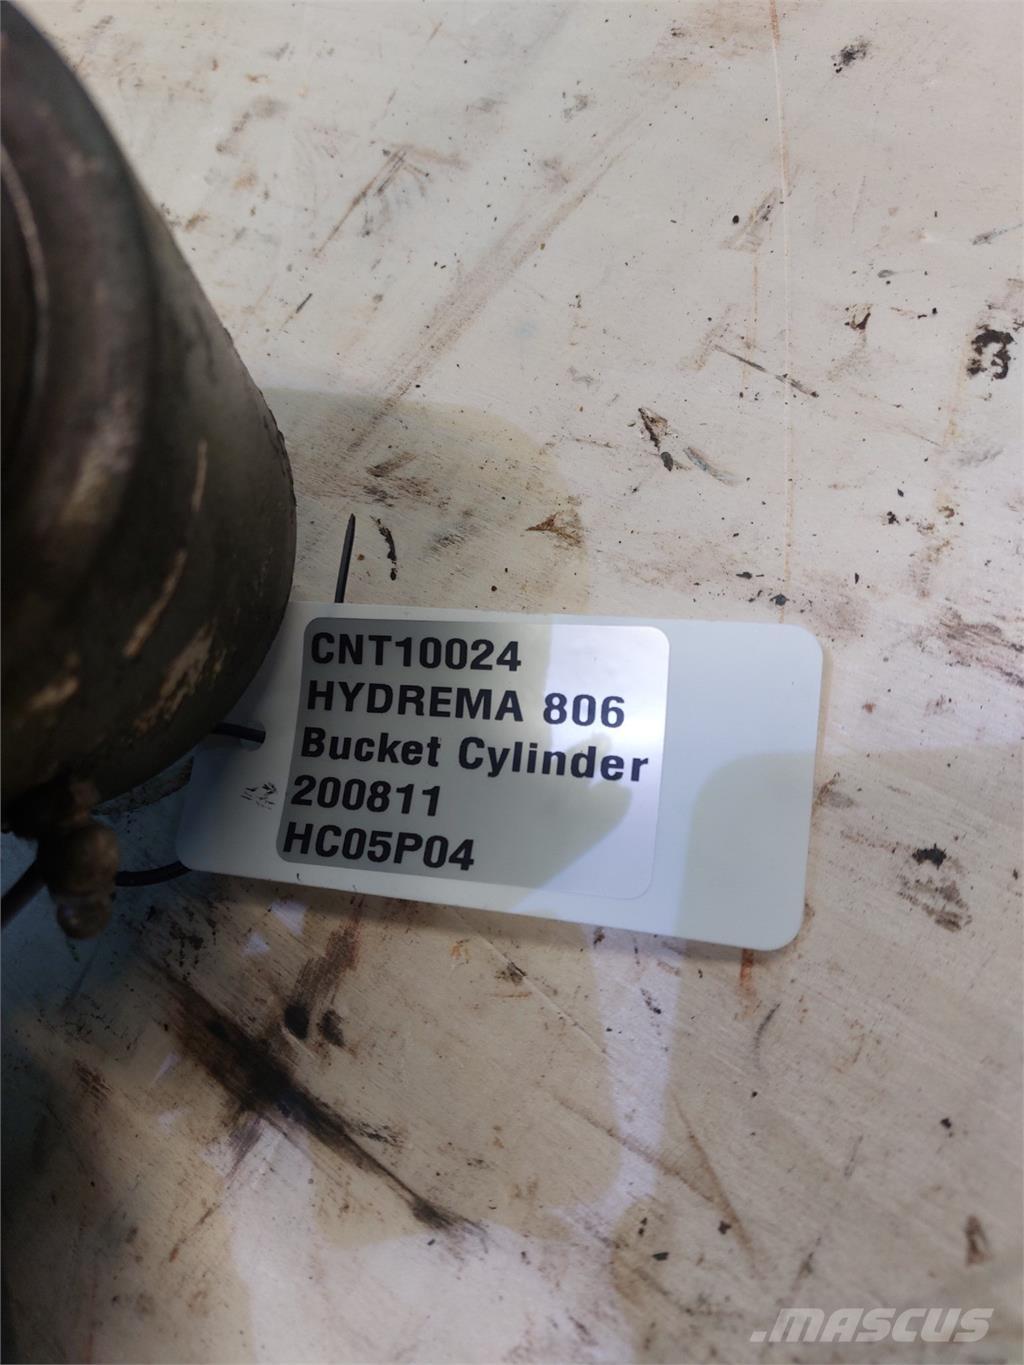 CNT10024
HYDREMA 806
Bucket Cylinder
200811
HC05P04
.MASCUS